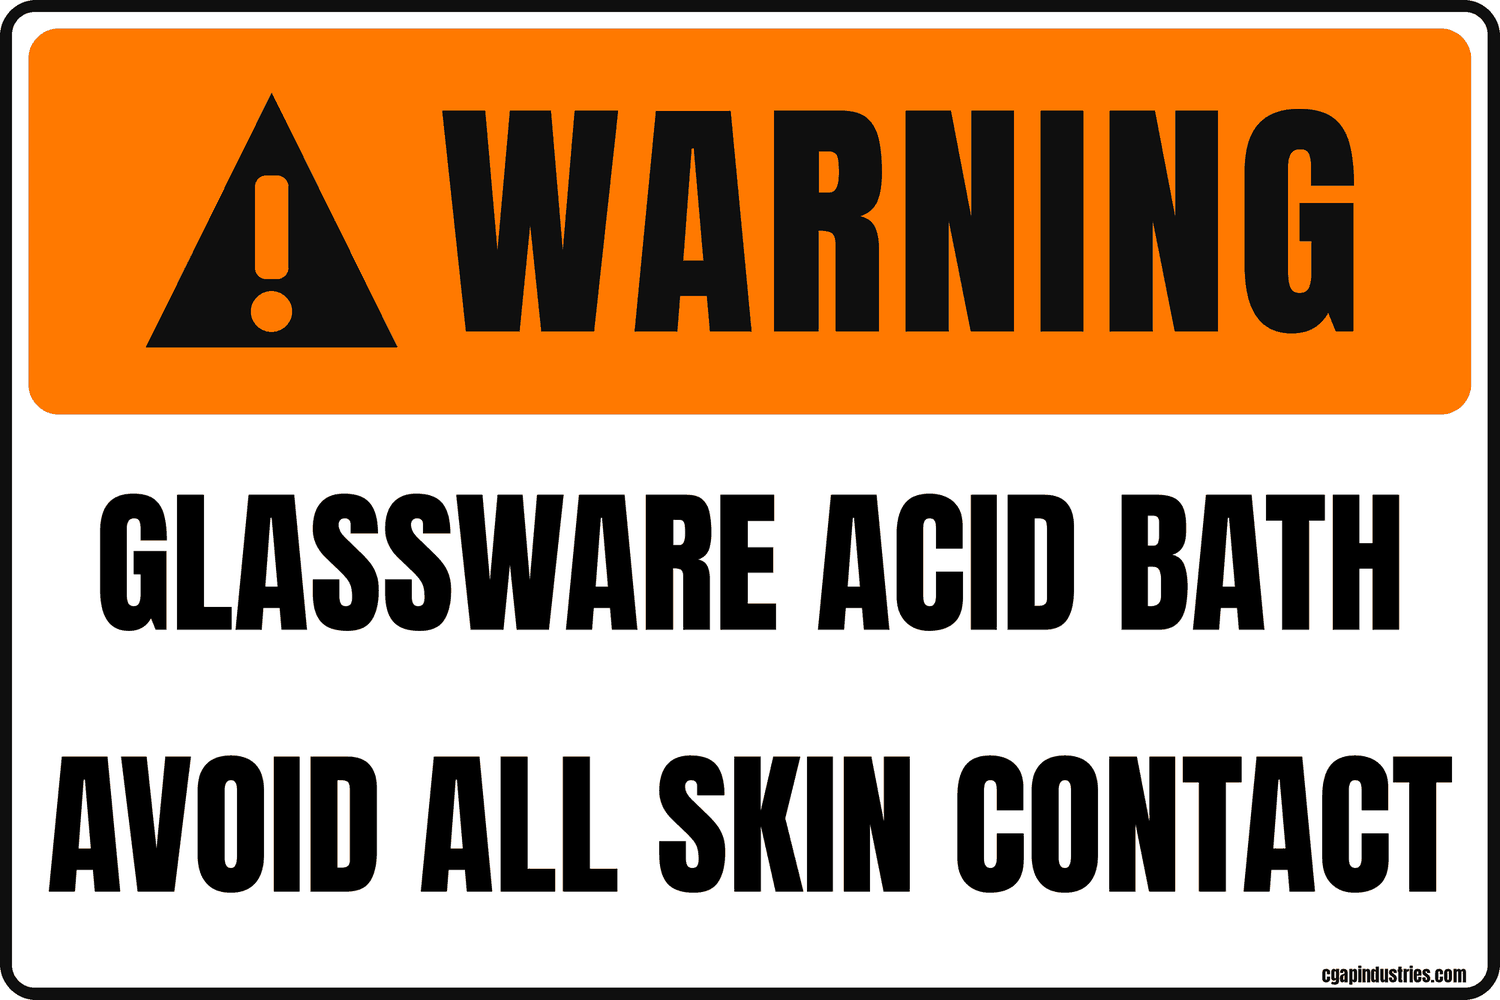 WARNING
GLASSWARE ACID BATH
AVOID ALL SKIN CONTACT
cgapindustries.com